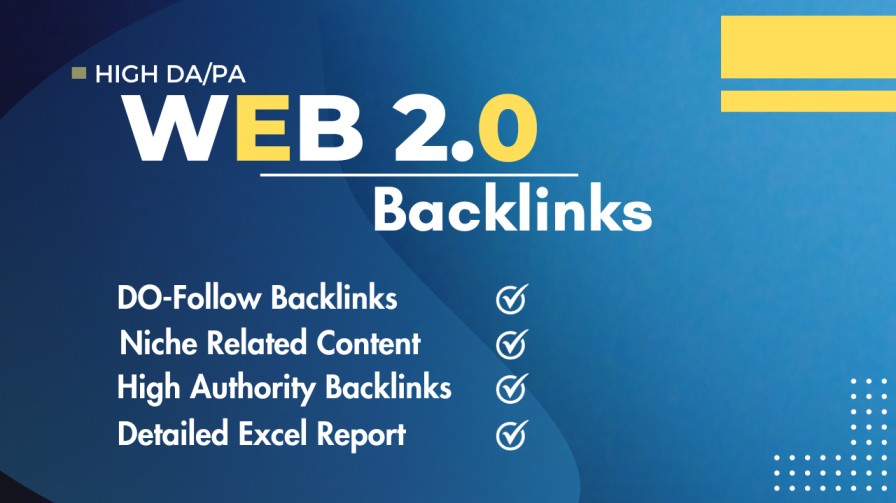 HIGH DA/PA
WEB 2.0
Backlinks
DO-Follow Backlinks
Niche Related Content
High Authority Backlinks
Detailed Excel Report